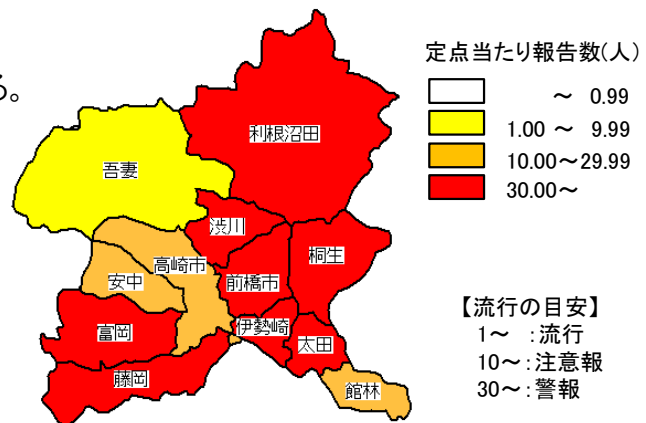 る。
定点当たり報告数(人)
～ 0.99
1.00 ～ 9.99
10.00～29.99
30.00～
利根沼田
吾妻
渋川
桐生
高崎市
前橋市
安中
伊勢崎
富岡
太田
藤岡
館林
【流行の目安】
1～ :流行
10～:注意報
30～:警報